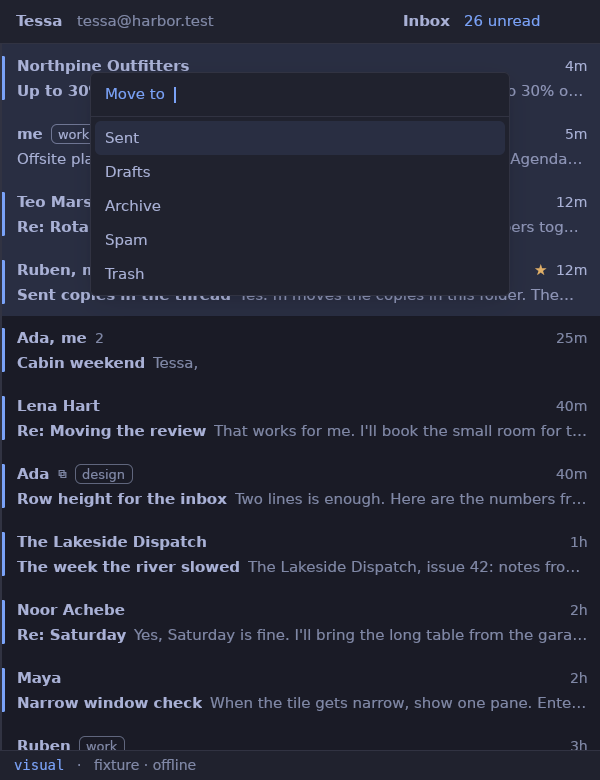 Tessa tessa@harbor.test Inbox 26 unread
Northpine Outfitters 4m
Up to 30% o…
Move to
me work 5m
Offsite Agenda…
Sent
Drafts
Archive
Spam
Trash
Teo 12m
Re: tog…
Ruben, ★ 12m
Sent copies in the thread Yes. m moves the copies in this folder. The…
Ada, me 2 25m
Cabin weekend Tessa,
Lena Hart 40m
Re: Moving the review That works for me. I'll book the small room for t…
Ada design 40m
Row height for the inbox Two lines is enough. Here are the numbers fr…
The Lakeside Dispatch 1h
The week the river slowed The Lakeside Dispatch, issue 42: notes fro…
Noor Achebe 2h
Re: Saturday Yes, Saturday is fine. I'll bring the long table from the gara…
Maya 2h
Narrow window check When the tile gets narrow, show one pane. Ente…
Ruben work 3h
visual · fixture · offline